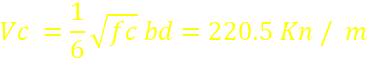 Vc = 1/6 √fc bd = 220.5 Kn / m